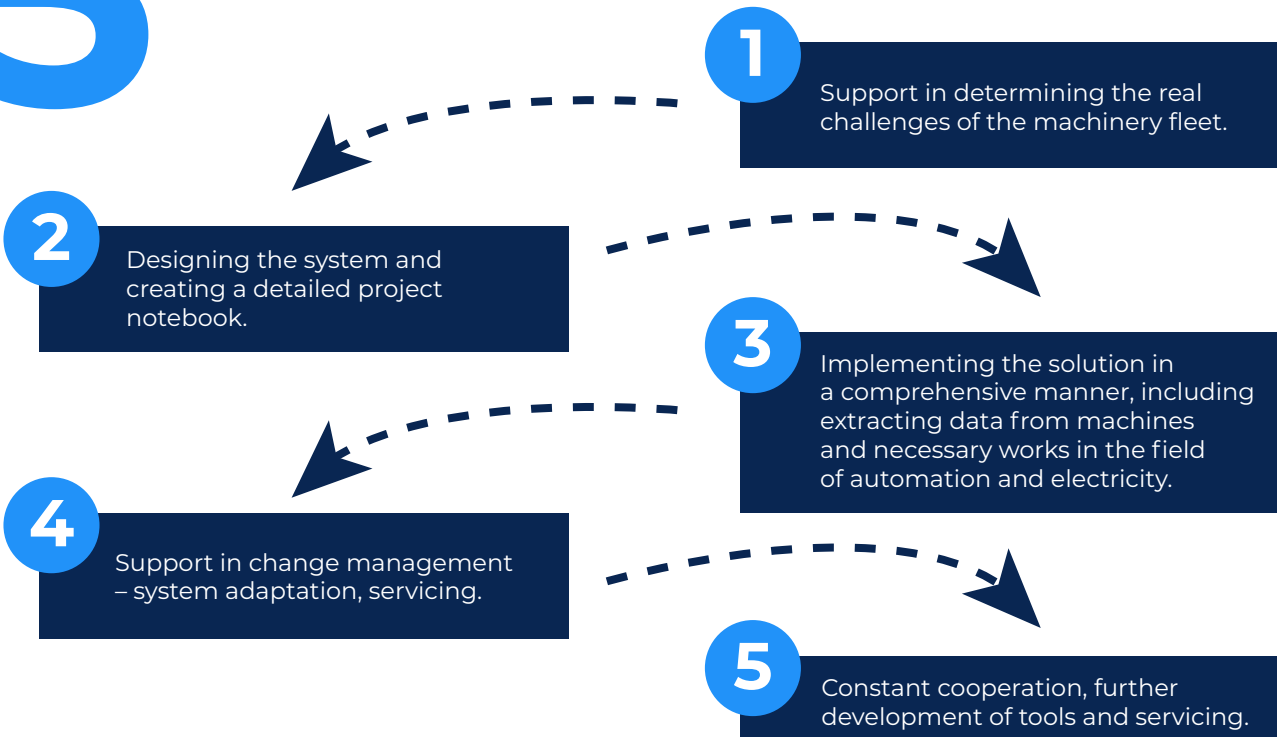 1
Support in determining the real
challenges of the machinery fleet.
2
Designing the system and
creating a detailed project
notebook.
3
Implementing the solution in
a comprehensive manner, including
extracting data from machines
and necessary works in the field
of automation and electricity.
4
Support in change management
– system adaptation, servicing.
5
Constant cooperation, further
development of tools and servicing.